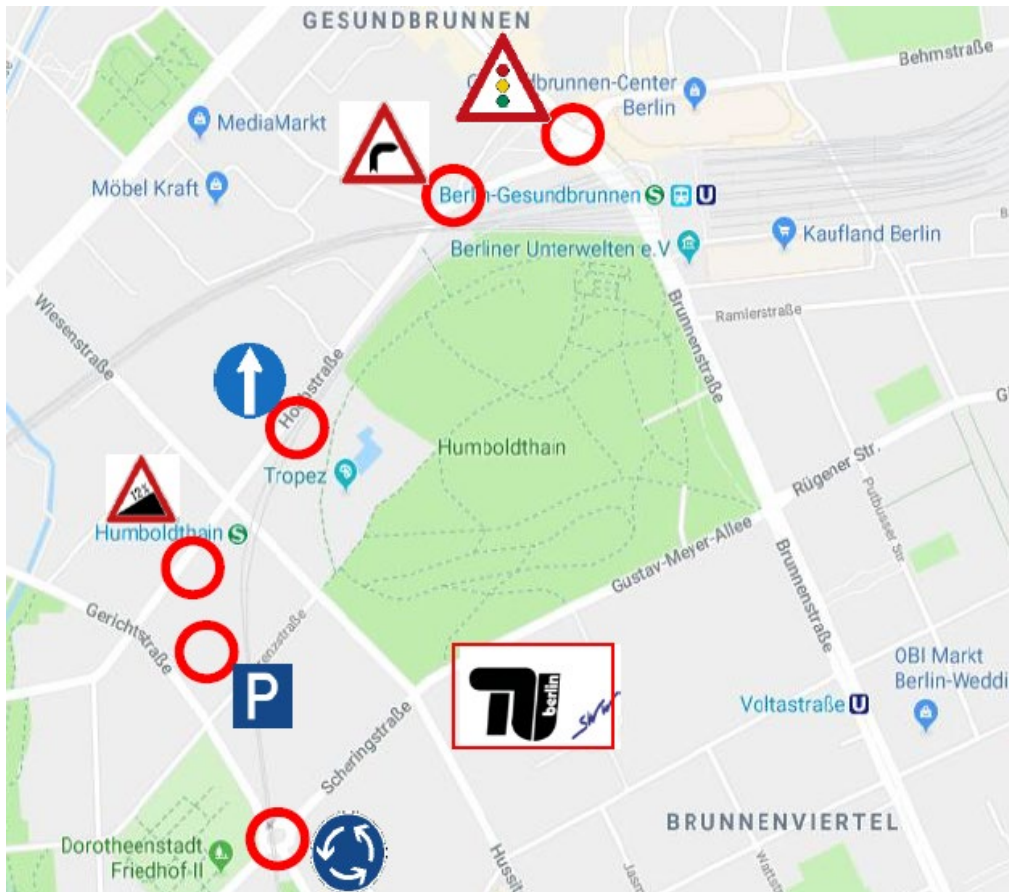 GESUNDBRUNNEN
Behmstraße
MediaMarkt
Berlin
Möbel Kraft
Berlin-Gesundbrunnen
S
U
Berliner Unterwelten e.V
Kaufland Berlin
Wiesenstraße
Brunnenstraße
Ramlerstraße
Tropez
Humboldthain
Rügener Str.
12%
Humboldthain
S
Putbusser Str
Gustav-Meyer-Allee
Brunnenstraße
Gerichtstraße
P
berlin
OBI Markt
Berlin-Weddi
Voltastraße
U
Scheringstraße
BRUNNENVIERTEL
Dorotheenstadt
Friedhof II